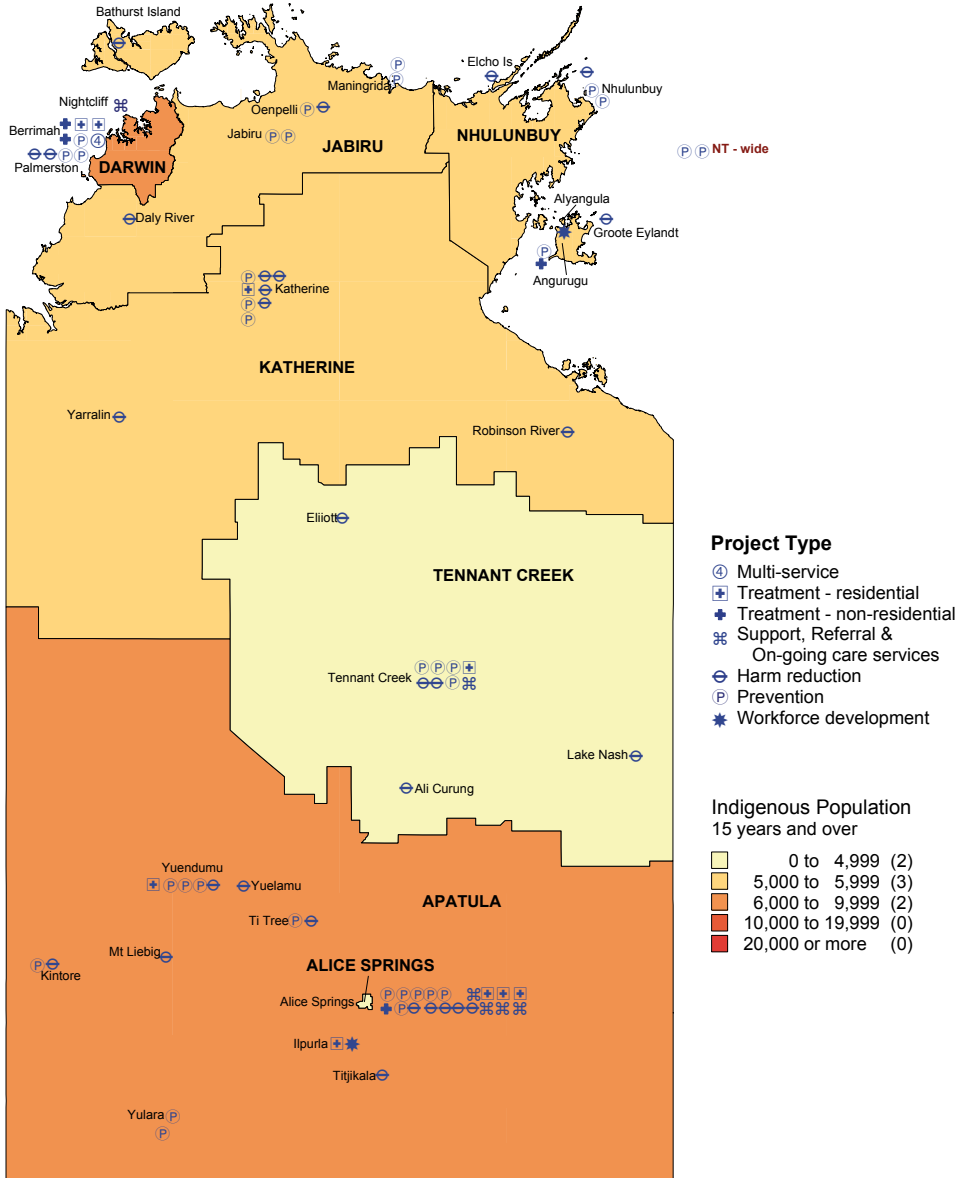 Bathurst Island
Elcho Is
Maningrida
Nhulunbuy
Nightcliff
Oenpelli
Berrimah
Jabiru
JABIRU
NHULUNBUY
NT - wide
Palmerston
DARWIN
Alyangula
Daly River
Groote Eylandt
Angurugu
Katherine
KATHERINE
Yarralin
Robinson River
Eliiott
TENNANT CREEK
Tennant Creek
Lake Nash
Ali Curung
Yuendumu
Yuelamu
APATULA
Ti Tree
Mt Liebig
Kintore
ALICE SPRINGS
Alice Springs
Ilpurla
Titjikala
Yulara
Project Type
4 Multi-service
Treatment - residential
Treatment - non-residential
Support, Referral &
On-going care services
Harm reduction
P Prevention
Workforce development
Indigenous Population
15 years and over
0 to 4,999 (2)
5,000 to 5,999 (3)
6,000 to 9,999 (2)
10,000 to 19,999 (0)
20,000 or more (0)